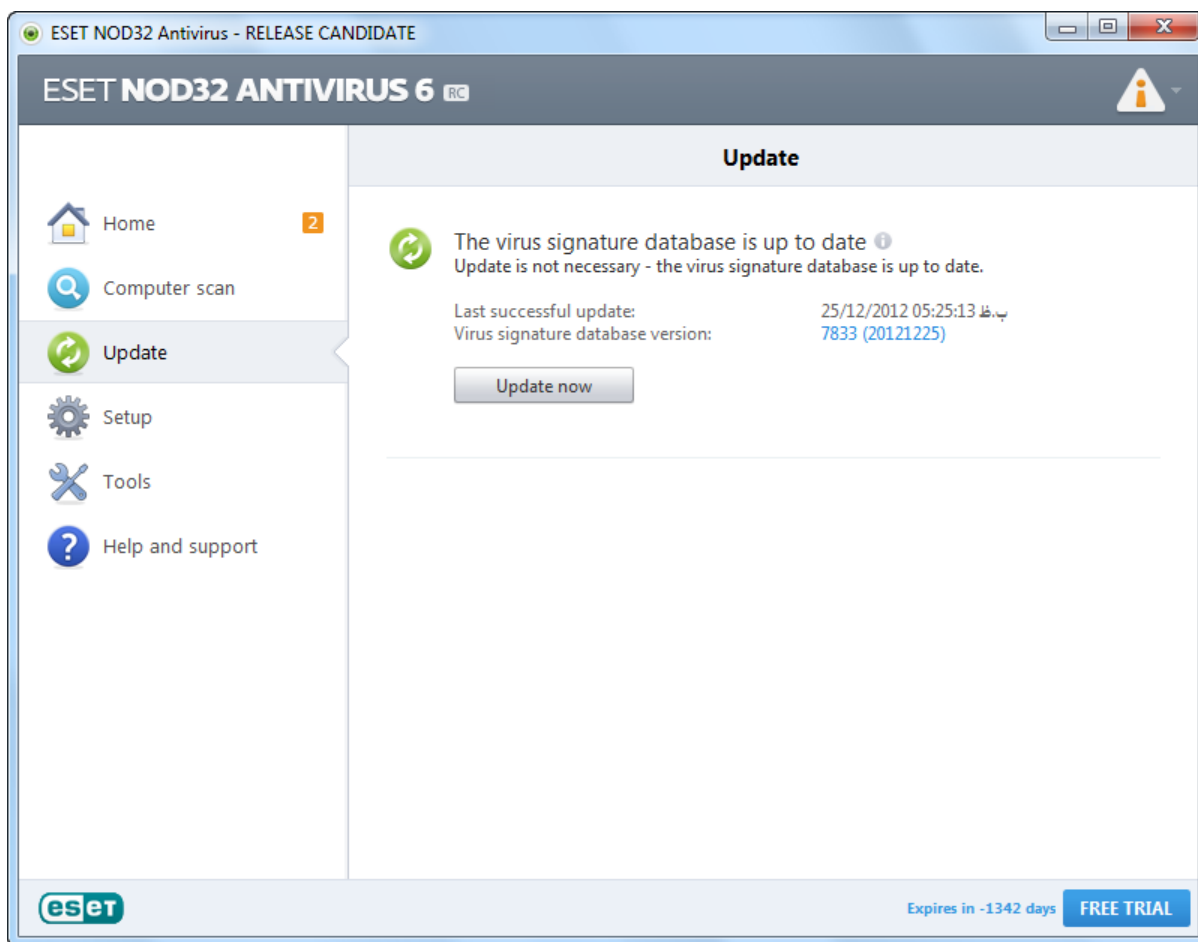 ESET NOD32 Antivirus - RELEASE CANDIDATE
ESET NOD32 ANTIVIRUS 6 RC
Update
Home 2
Computer scan
Update
Setup
Tools
Help and support
The virus signature database is up to date
Update is not necessary - the virus signature database is up to date.
Last successful update: 25/12/2012 05:25:13 ب.ظ
Virus signature database version: 7833 (20121225)
Update now
eset
Expires in -1342 days FREE TRIAL